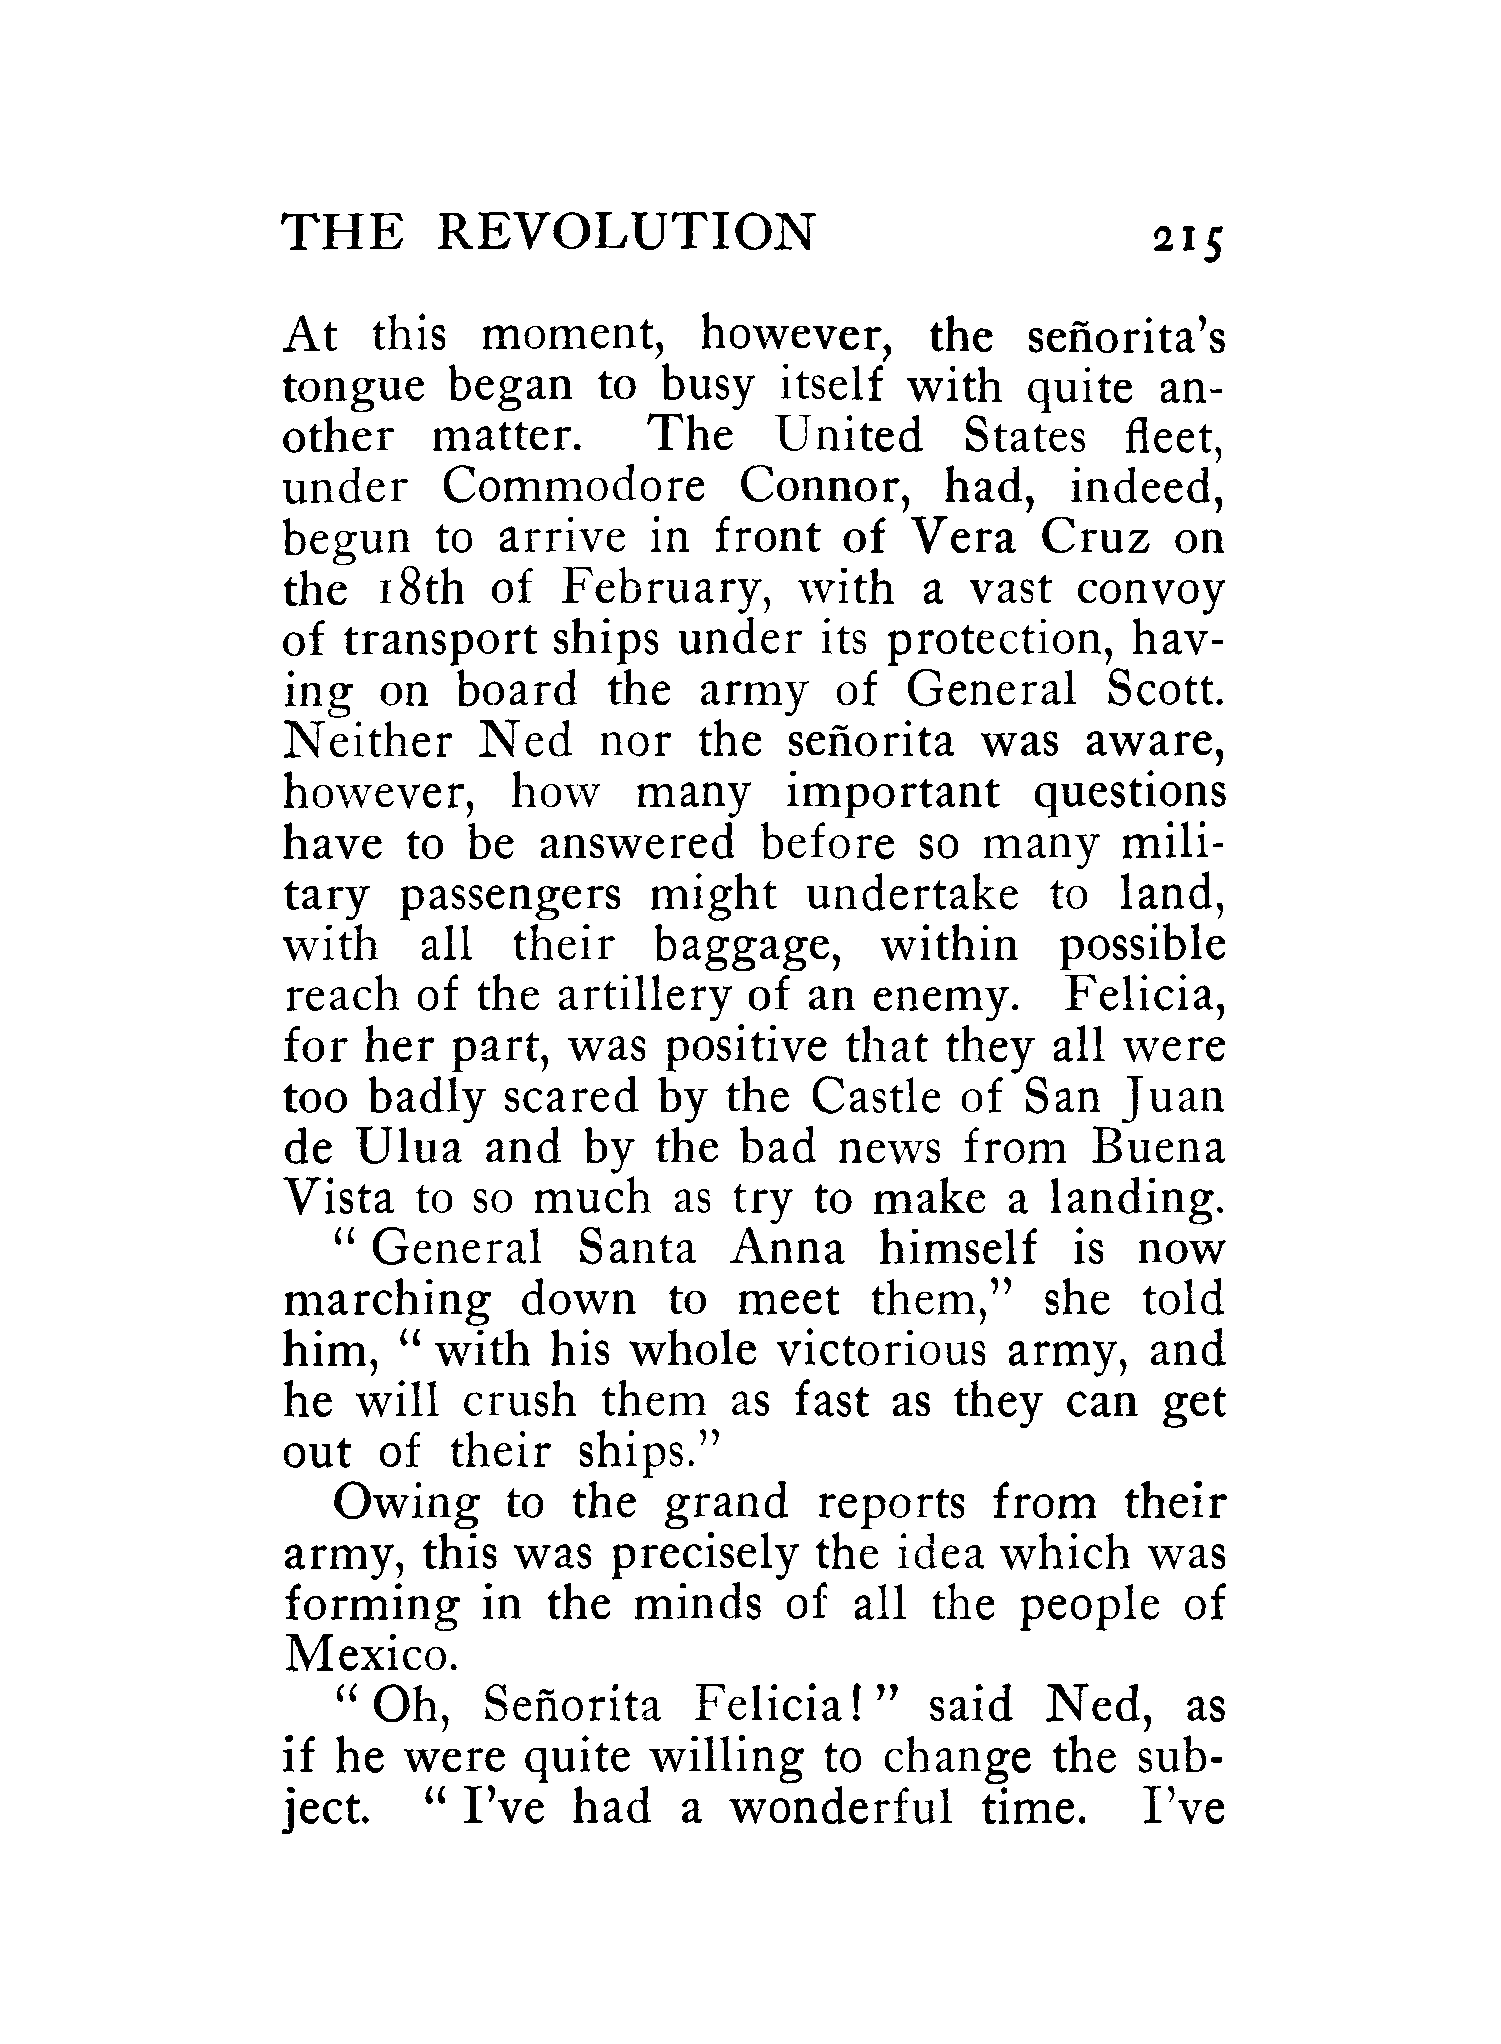 THE REVOLUTION 215
At this moment, however, the señorita's
tongue began to busy itself with quite an-
other matter. The United States fleet,
under Commodore Connor, had, indeed,
begun to arrive in front of Vera Cruz on
the 18th of February, with a vast convoy
of transport ships under its protection, hav-
ing on board the army of General Scott.
Neither Ned nor the señorita was aware,
however, how many important questions
have to be answered before so many mili-
tary passengers might undertake to land,
with all their baggage, within possible
reach of the artillery of an enemy. Felicia,
for her part, was positive that they all were
too badly scared by the Castle of San Juan
de Ulua and by the bad news from Buena
Vista to so much as try to make a landing.
“ General Santa Anna himself is now
marching down to meet them,” she told
him, “ with his whole victorious army, and
he will crush them as fast as they can get
out of their ships.”
Owing to the grand reports from their
army, this was precisely the idea which was
forming in the minds of all the people of
Mexico.
“ Oh, Señorita Felicia! ” said Ned, as
if he were quite willing to change the sub-
ject. “ I’ve had a wonderful time. I’ve